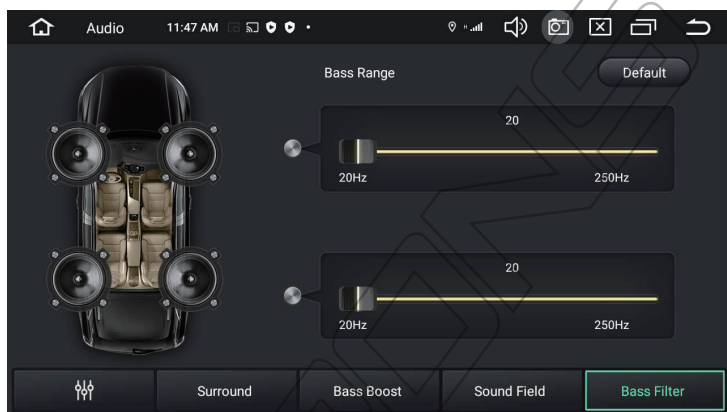 Audio
11:47 AM
Bass Range
Default
20
20Hz
250Hz
20
20Hz
250Hz
Surround
Bass Boost
Sound Field
Bass Filter